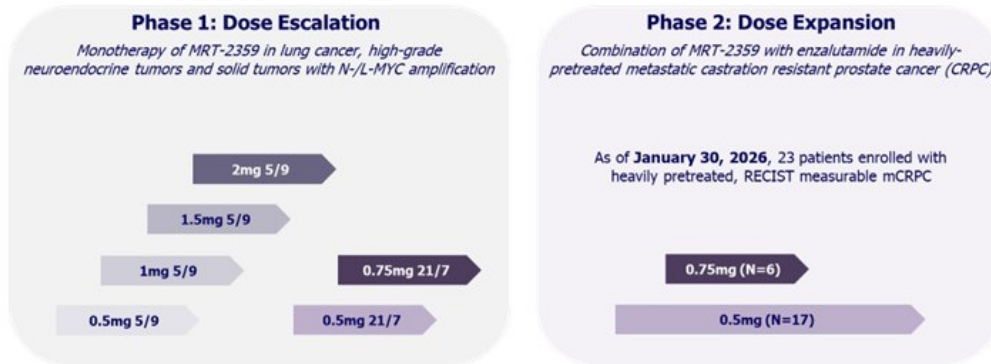 Phase 1: Dose Escalation
Monotherapy of MRT-2359 in lung cancer, high-grade
neuroendocrine tumors and solid tumors with N-/L-MYC amplification
2mg 5/9
1.5mg 5/9
1mg 5/9
0.75mg 21/7
0.5mg 5/9
0.5mg 21/7
Phase 2: Dose Expansion
Combination of MRT-2359 with enzalutamide in heavily-
pretreated metastatic castration resistant prostate cancer (CRPC)
As of January 30, 2026, 23 patients enrolled with
heavily pretreated, RECIST measurable mCRPC
0.75mg (N=6)
0.5mg (N=17)